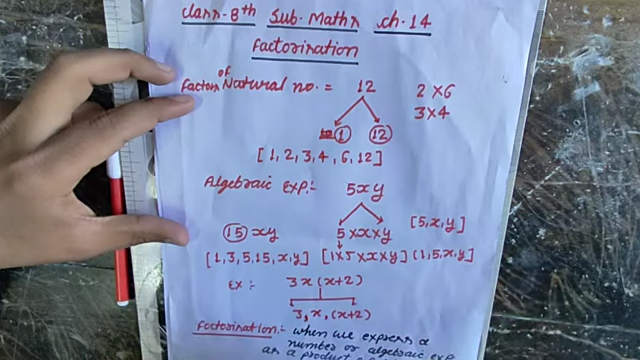 Class-8th Sub-Maths ch-14
Factorisation
Factors of Natural no. = 12 2×6
3×4
① ⑫
[1,2,3,4,6,12]
Algebraic EXP:- 5xy
⑮xy 5×x×y [5,x,y]
[1,3,5,15,x,y] [1×5×x×y] (1,5,x,y]
Ex:- 3x(x+2)
3,x,(x+2)
Factorisation:- when we express a
number or algebraic exp
as a product